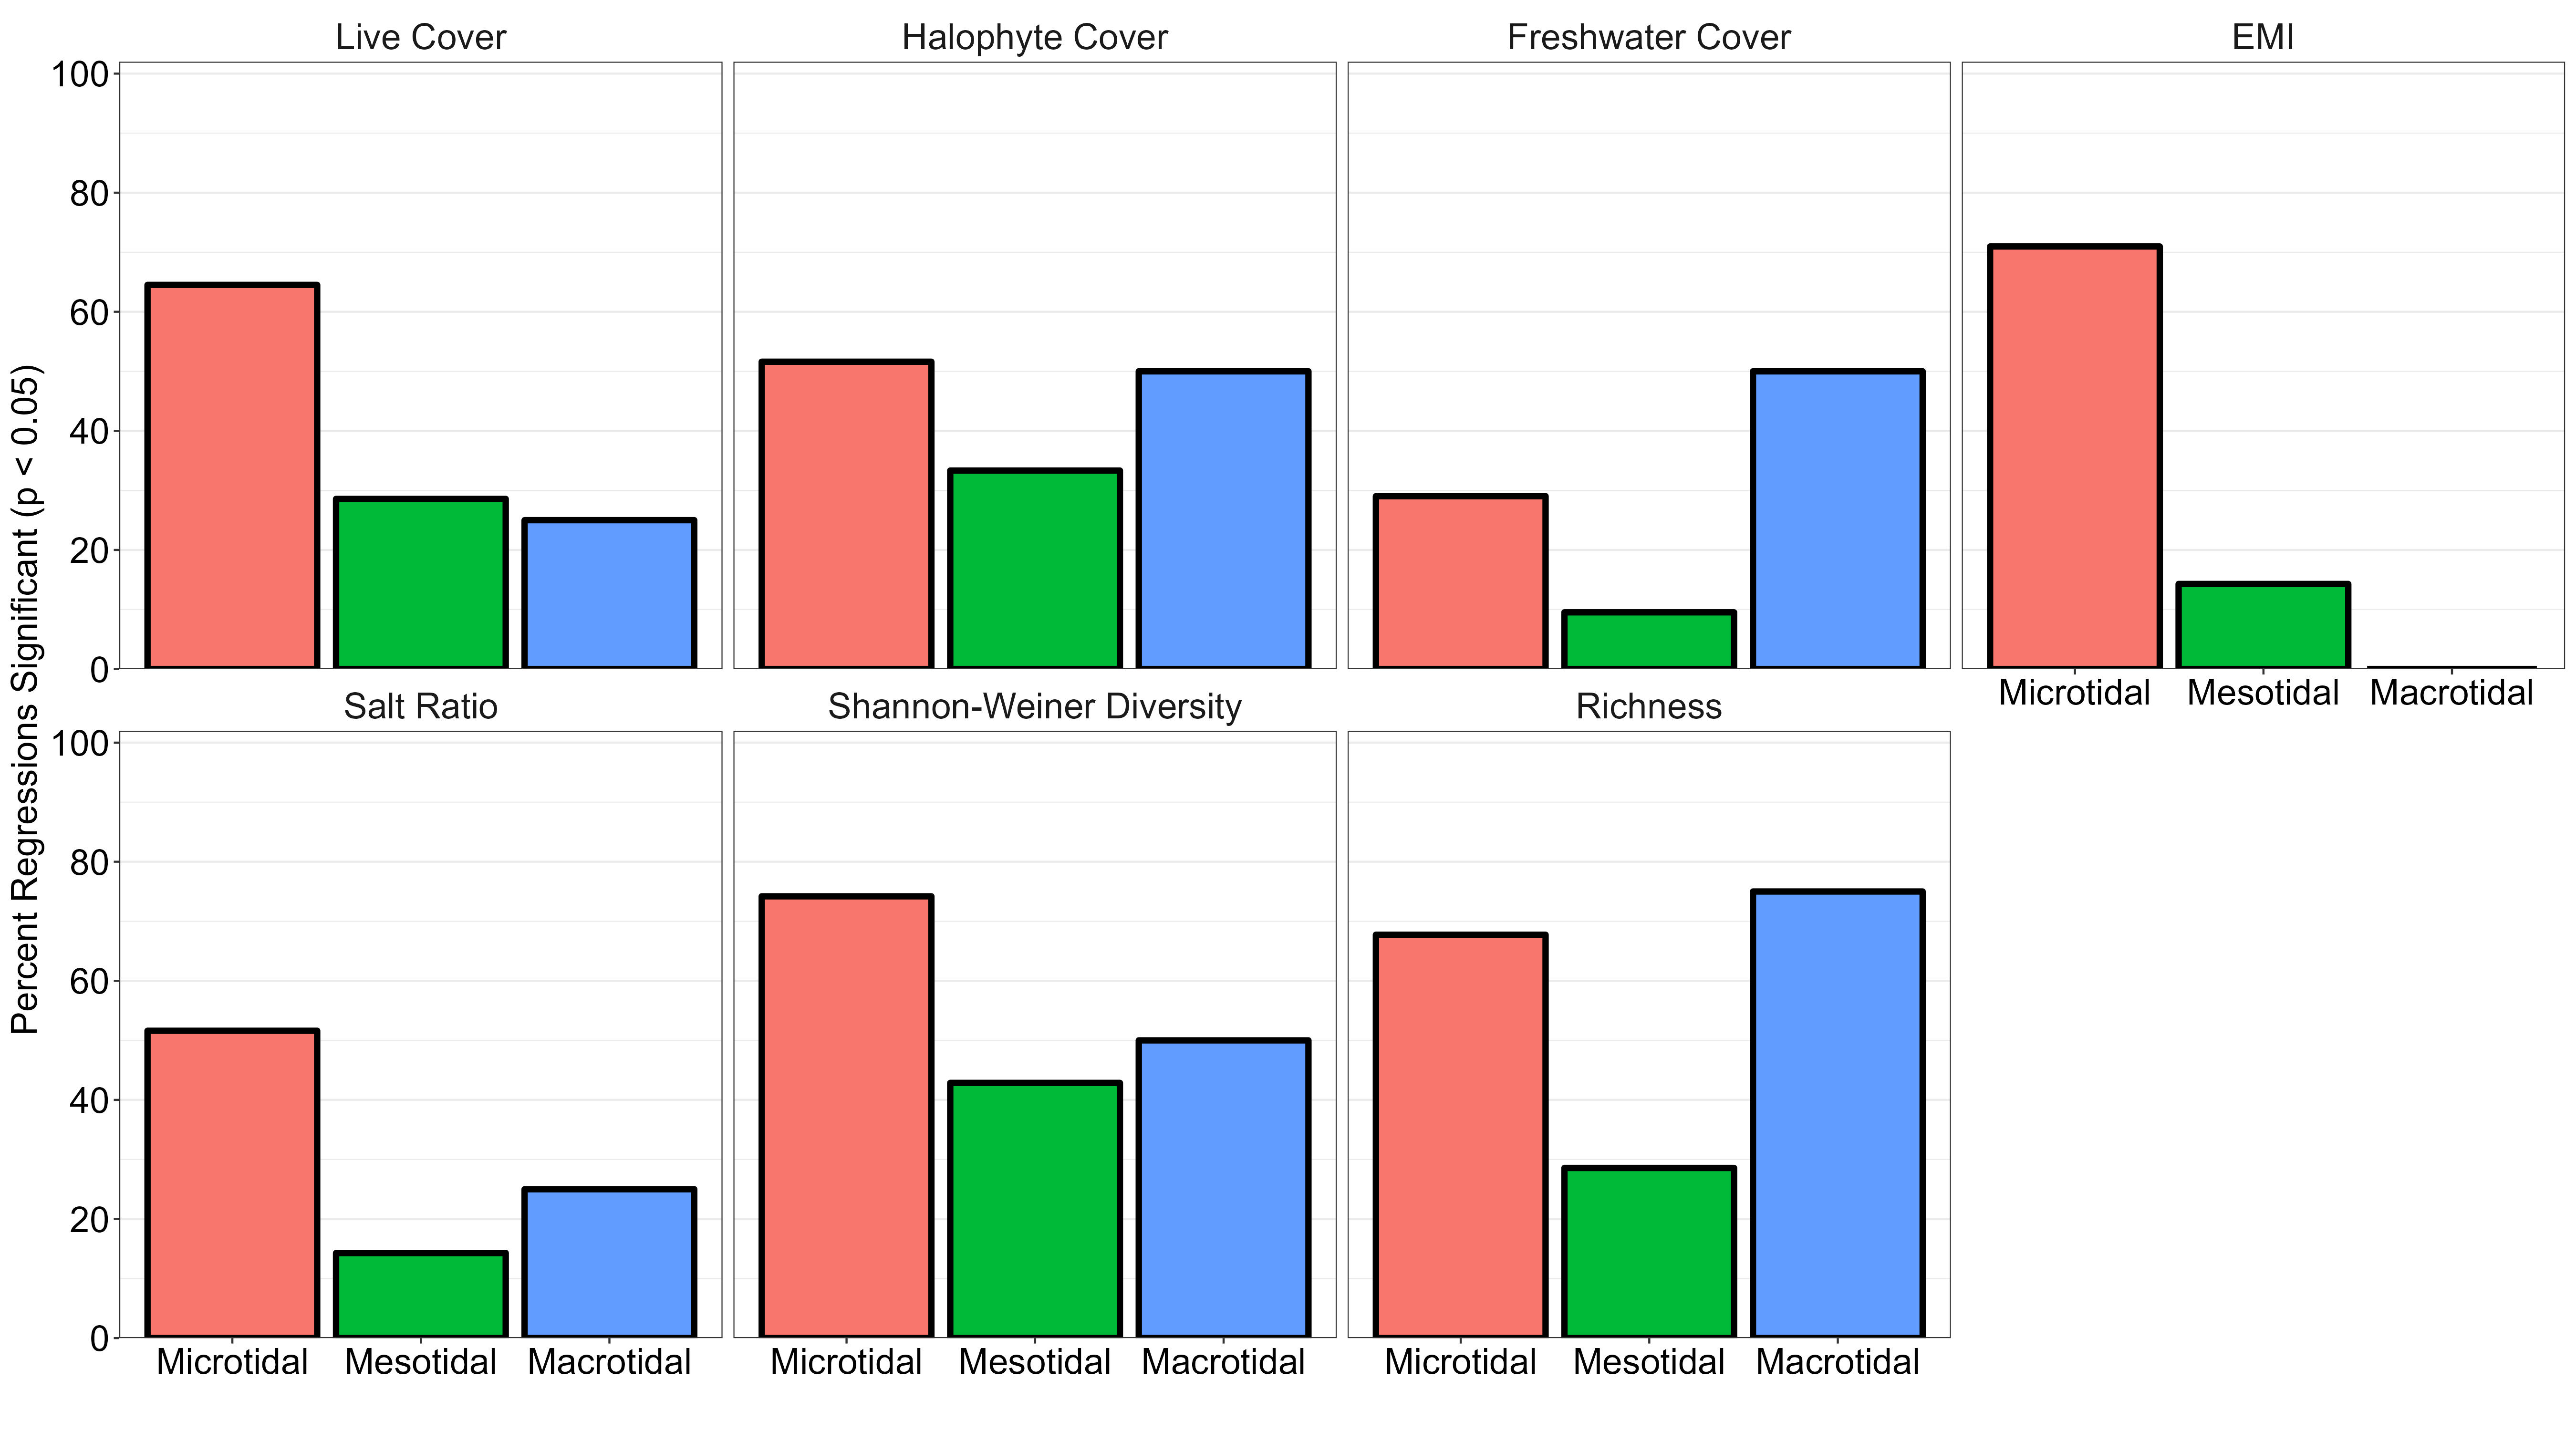 Live Cover
Halophyte Cover
Freshwater Cover
EMI
Percent Regressions Significant (p < 0.05)
100
80
60
40
20
0
Microtidal Mesotidal Macrotidal
Salt Ratio
Shannon-Weiner Diversity
Richness
100
80
60
40
20
0
Microtidal Mesotidal Macrotidal
Microtidal Mesotidal Macrotidal
Microtidal Mesotidal Macrotidal